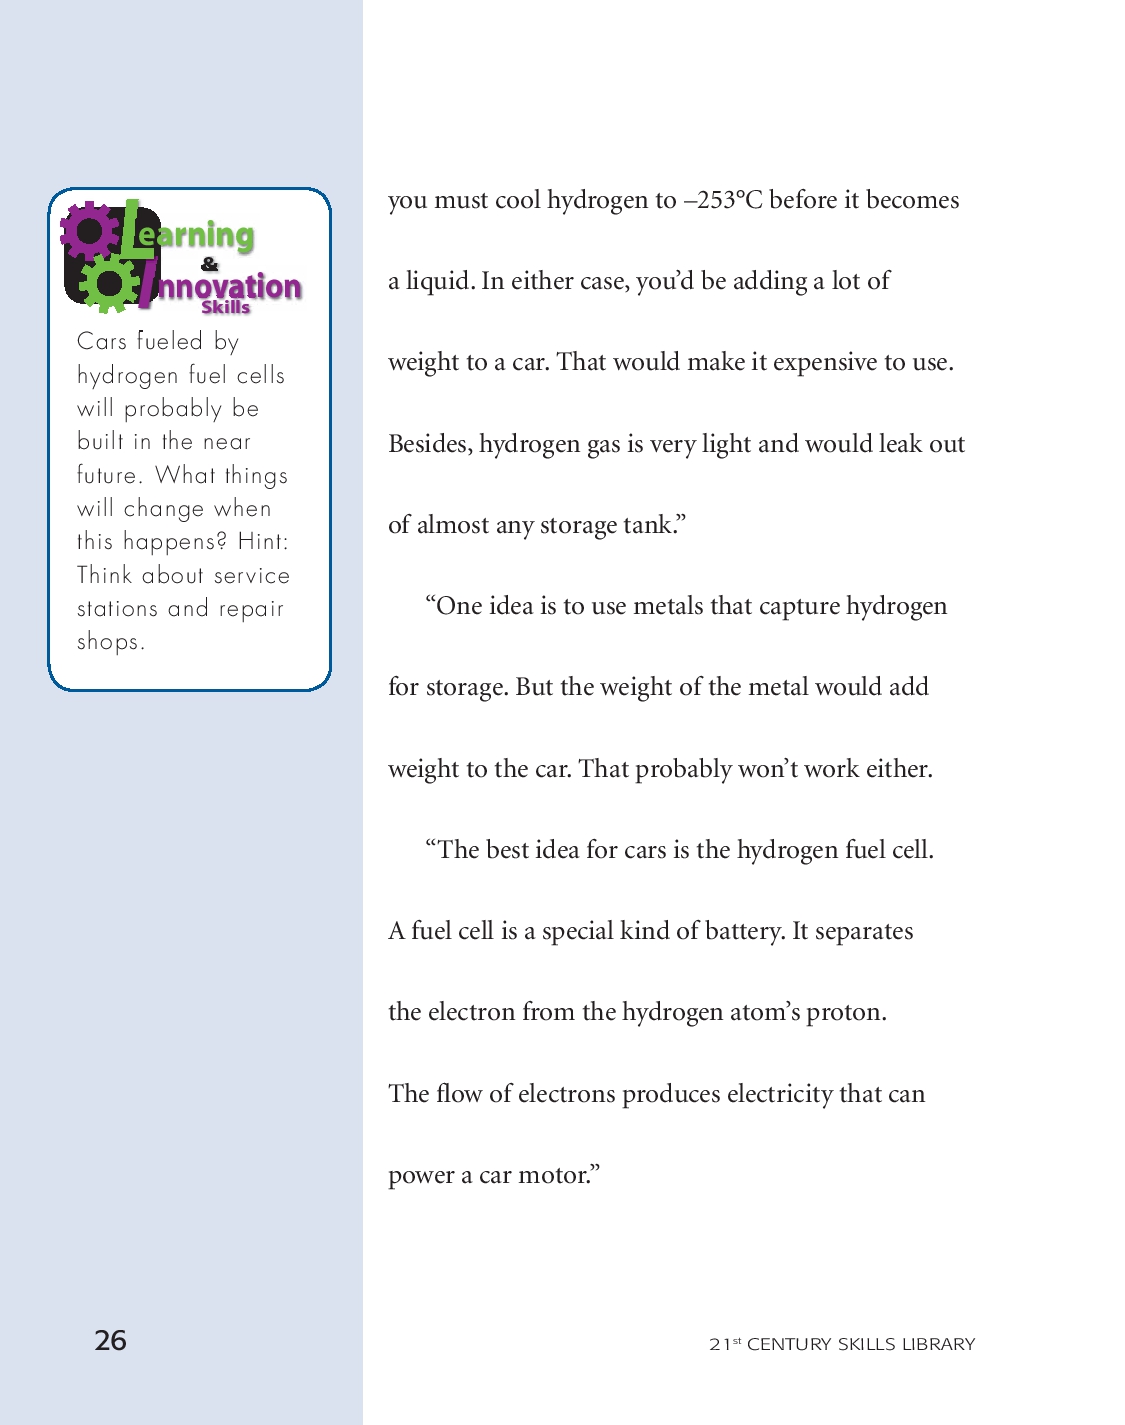 Learning
&
Innovation
Skills
Cars fueled by
hydrogen fuel cells
will probably be
built in the near
future. What things
will change when
this happens? Hint:
Think about service
stations and repair
shops.
you must cool hydrogen to –253°C before it becomes
a liquid. In either case, you’d be adding a lot of
weight to a car. That would make it expensive to use.
Besides, hydrogen gas is very light and would leak out
of almost any storage tank.”
“One idea is to use metals that capture hydrogen
for storage. But the weight of the metal would add
weight to the car. That probably won’t work either.
“The best idea for cars is the hydrogen fuel cell.
A fuel cell is a special kind of battery. It separates
the electron from the hydrogen atom’s proton.
The flow of electrons produces electricity that can
power a car motor.”
26
21st CENTURY SKILLS LIBRARY